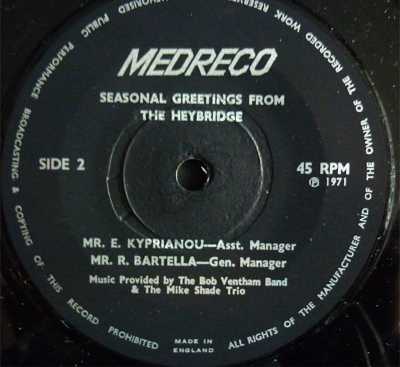 MEDRECO
SEASONAL GREETINGS FROM
THE HEYBRIDGE
SIDE 2
45 RPM
Ⓟ 1971
MR. E. KYPRIANOU—Asst. Manager
MR. R. BARTELLA—Gen. Manager
Music Provided by The Bob Ventham Band
& The Mike Shade Trio
MADE IN
ENGLAND
ALL RIGHTS OF THE MANUFACTURER AND OF THE OWNER OF THE RECORDED WORK RESERVED
PUBLIC PERFORMANCE BROADCASTING & COPYING OF THIS RECORD PROHIBITED